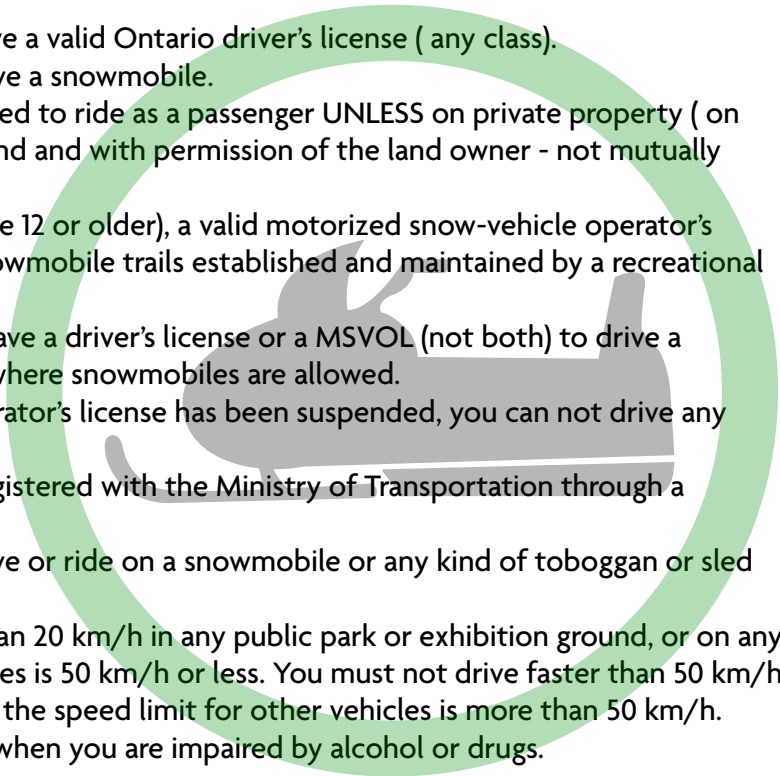 ve a valid Ontario driver's license ( any class).
ve a snowmobile.
ed to ride as a passenger UNLESS on private property ( on
nd and with permission of the land owner - not mutually
e 12 or older), a valid motorized snow-vehicle operator's
owmobile trails established and maintained by a recreational
ave a driver's license or a MSVOL (not both) to drive a
where snowmobiles are allowed.
rator's license has been suspended, you can not drive any
gistered with the Ministry of Transportation through a
ve or ride on a snowmobile or any kind of toboggan or sled
an 20 km/h in any public park or exhibition ground, or on any
es is 50 km/h or less. You must not drive faster than 50 km/h
the speed limit for other vehicles is more than 50 km/h.
when you are impaired by alcohol or drugs.